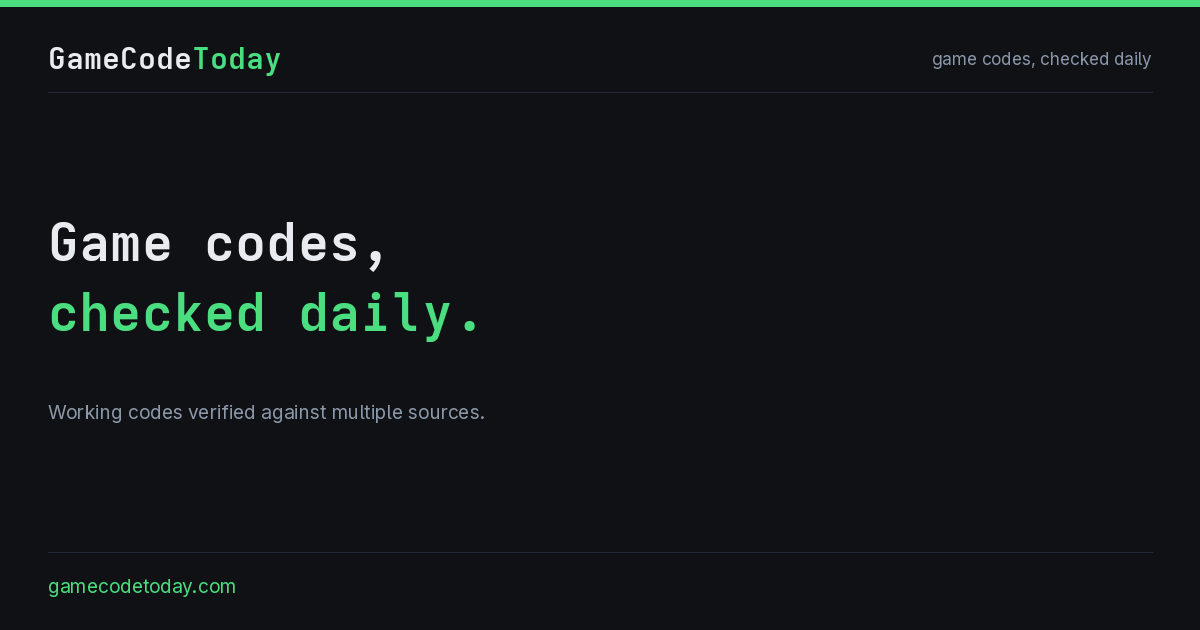 GameCodeToday
game codes, checked daily
Game codes,
checked daily.
Working codes verified against multiple sources.
gamecodetoday.com